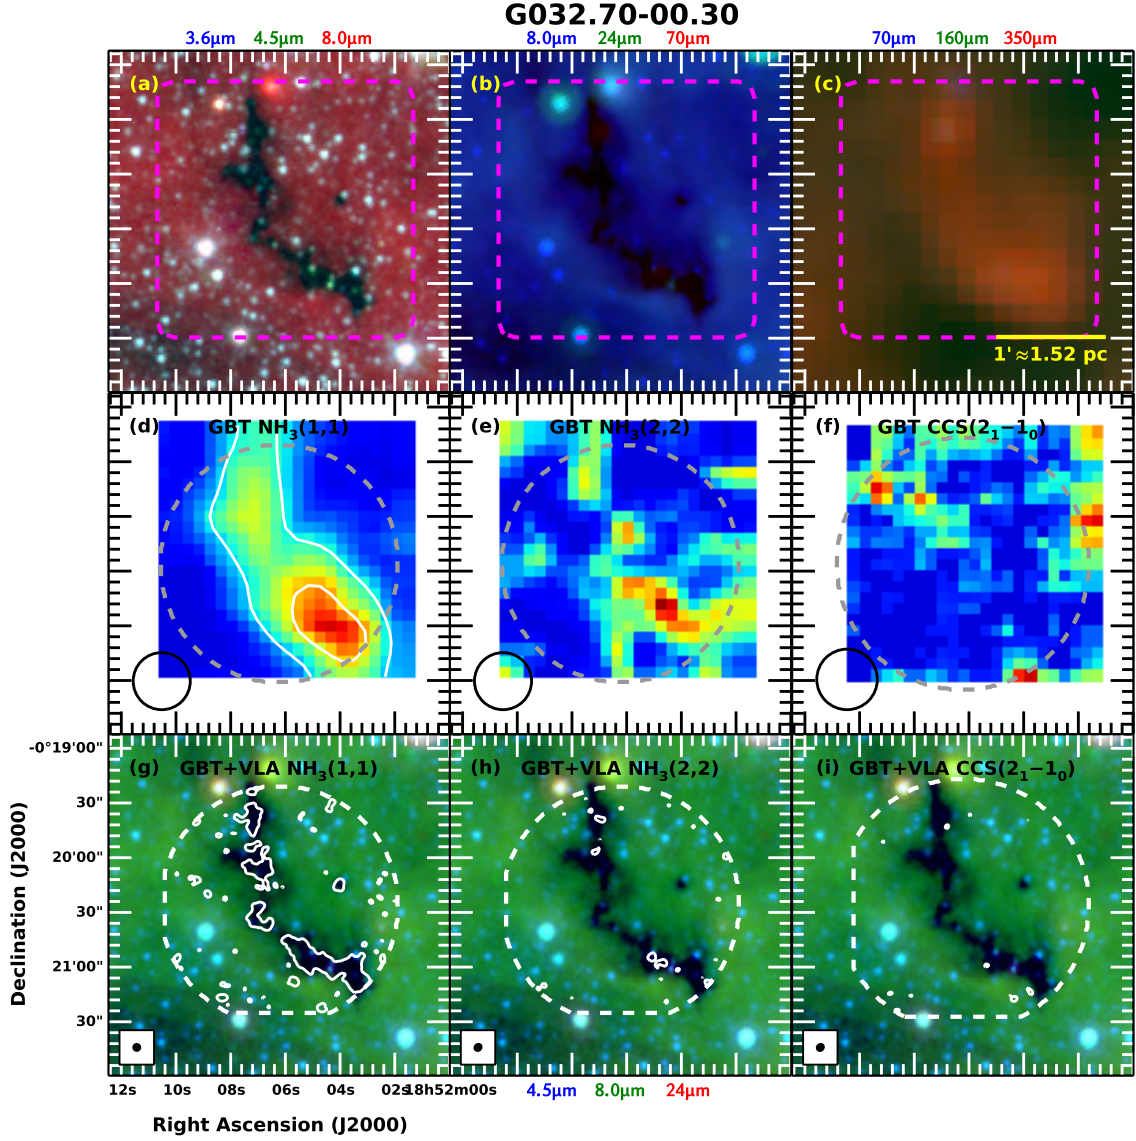 G032.70-00.30
3.6μm 4.5μm 8.0μm 8.0μm 24μm 70μm 70μm 160μm 350μm
(a) (b) (c)
1'≈1.52 pc
(d) GBT NH₃(1,1) (e) GBT NH₃(2,2) (f) GBT CCS(2₁−1₀)
-0°19'00"
(g) GBT+VLA NH₃(1,1) (h) GBT+VLA NH₃(2,2) (i) GBT+VLA CCS(2₁−1₀)
30"
20'00"
30"
21'00"
30"
Declination (J2000)
12s 10s 08s 06s 04s 02s 18h52m00s 4.5μm 8.0μm 24μm
Right Ascension (J2000)